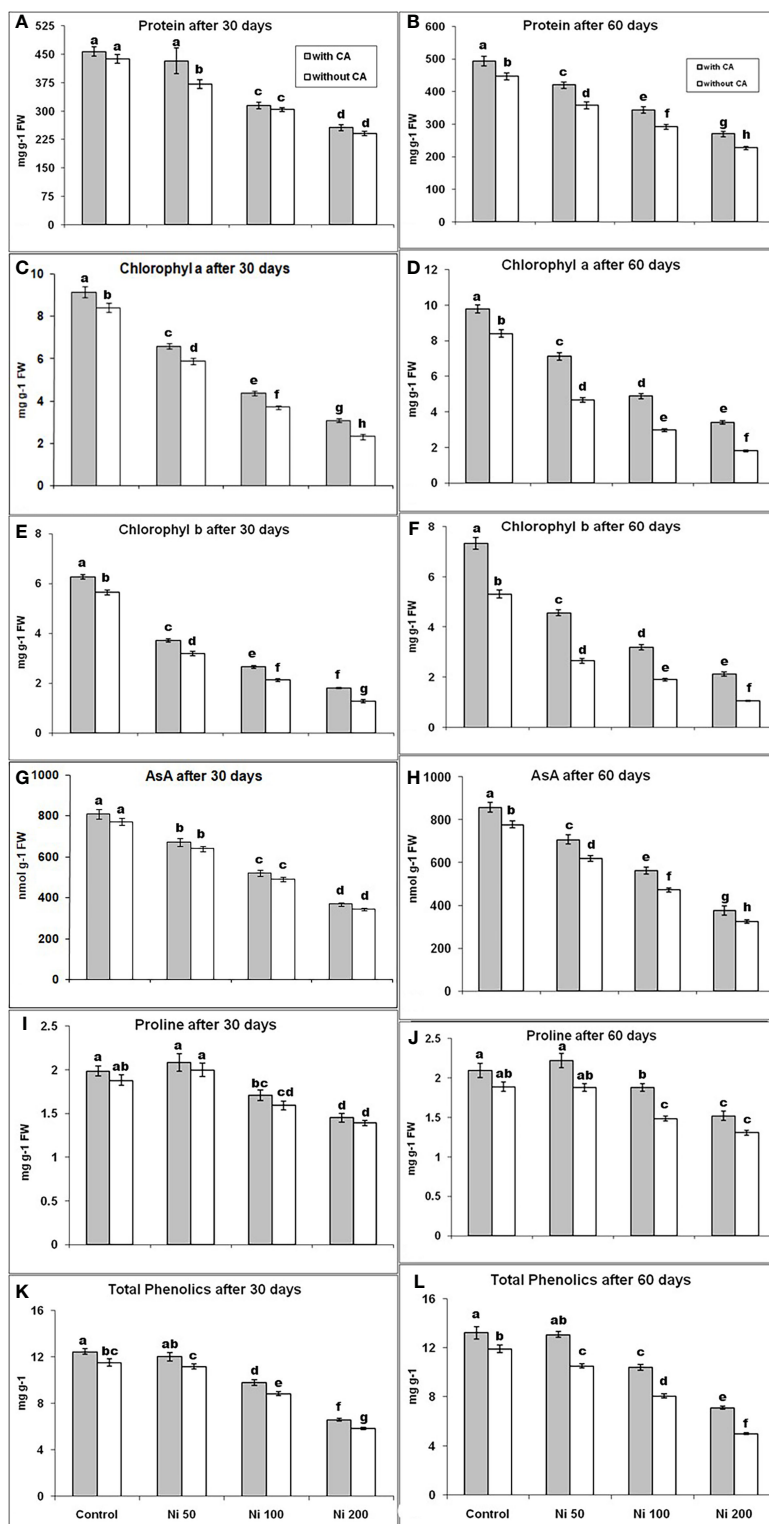 A
Protein after 30 days
525
450
375
300
225
150
75
0
mg g-1 FW
a a a b c c d d
with CA
without CA
B
Protein after 60 days
600
500
400
300
200
100
0
mg g-1 FW
a b c d e f g h
with CA
without CA
C
Chlorophyl a after 30 days
10
8
6
4
2
0
mg g-1 FW
a b c d e f g h
D
Chlorophyl a after 60 days
12
10
8
6
4
2
0
mg g-1 FW
a b c d d e e f
E
Chlorophyl b after 30 days
8
6
4
2
0
mg g-1 FW
a b c d e f f g
F
Chlorophyl b after 60 days
8
6
4
2
0
mg g-1 FW
a b c d d e e f
G
AsA after 30 days
1000
800
600
400
200
0
nmol g-1 FW
a a b b c c d d
H
AsA after 60 days
1000
800
600
400
200
0
nmol g-1 FW
a b c d e f g h
I
Proline after 30 days
2.5
2
1.5
1
0.5
0
mg g-1 FW
a ab a a bc cd d d
J
Proline after 60 days
2.5
2
1.5
1
0.5
0
mg g-1 FW
a ab a ab b c c c
K
Total Phenolics after 30 days
16
12
8
4
0
mg g-1
a bc ab c d e f g
Control Ni 50 Ni 100 Ni 200
L
Total Phenolics after 60 days
16
12
8
4
0
mg g-1
a b ab c c d e f
Control Ni 50 Ni 100 Ni 200